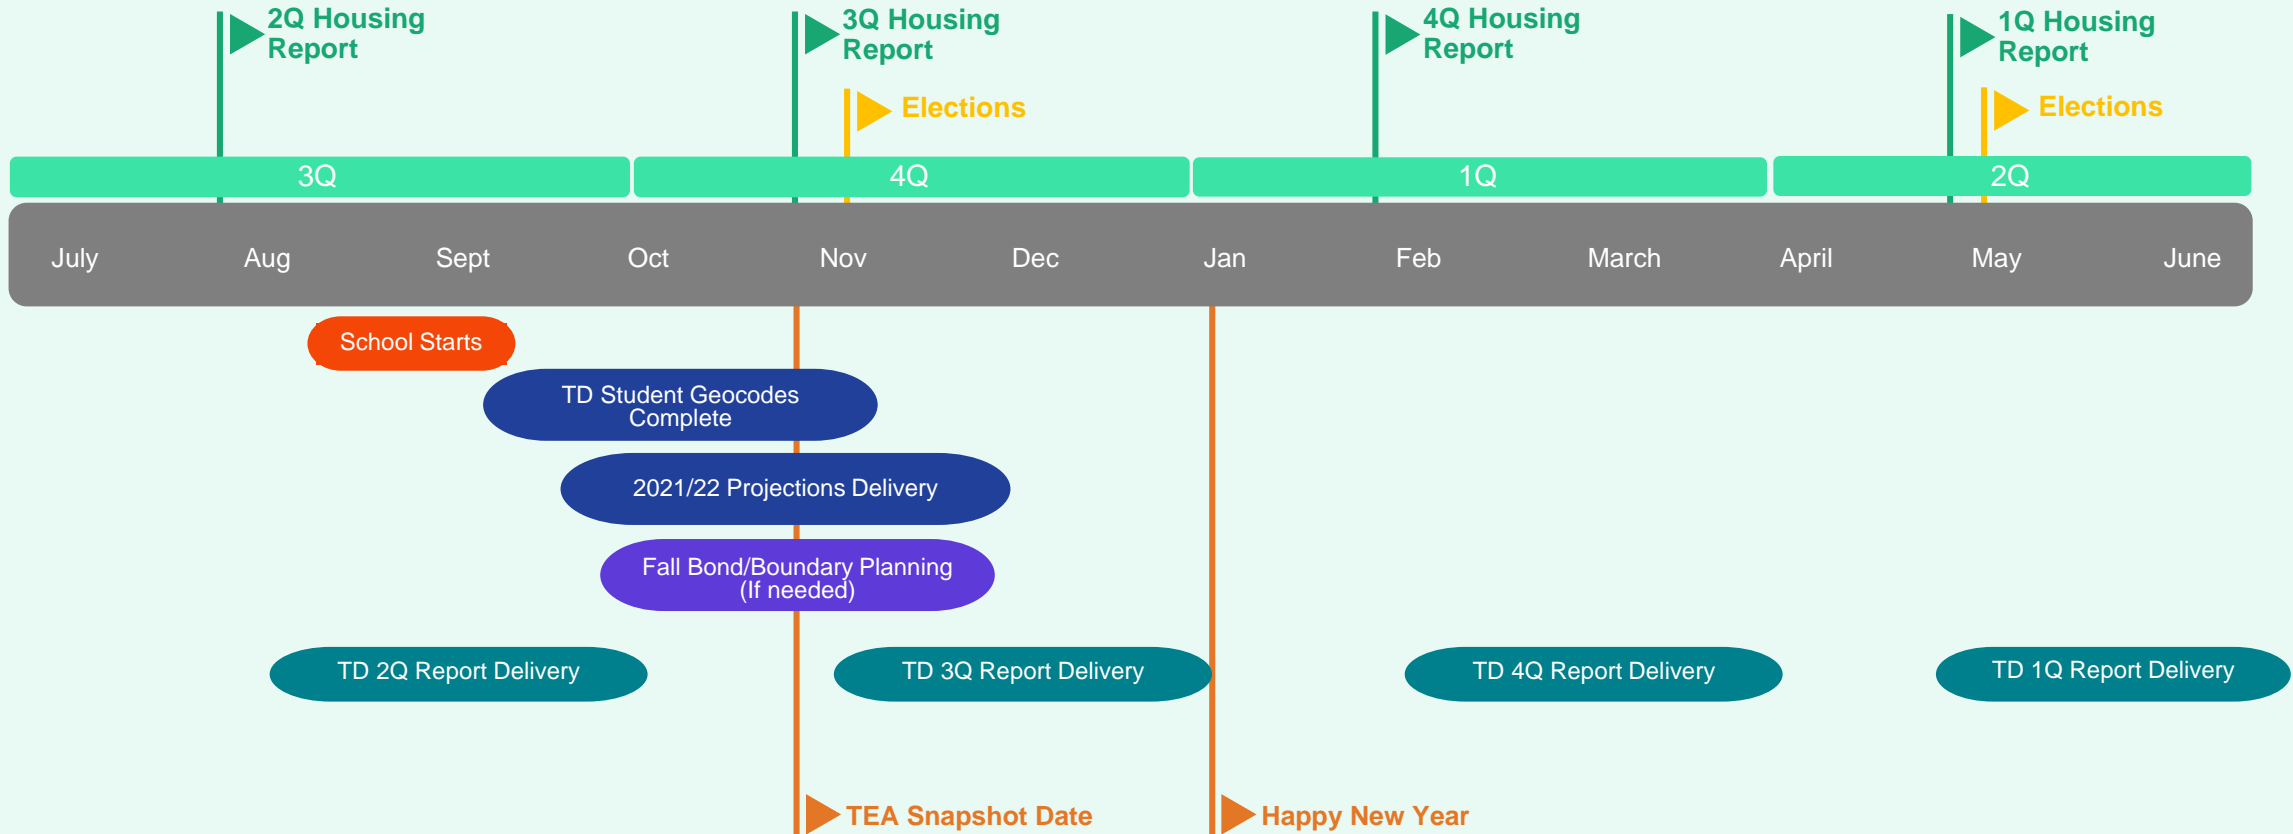 2Q Housing
Report
3Q Housing
Report
4Q Housing
Report
1Q Housing
Report
Elections
Elections
3Q
4Q
1Q
2Q
July
Aug
Sept
Oct
Nov
Dec
Jan
Feb
March
April
May
June
School Starts
TD Student Geocodes
Complete
2021/22 Projections Delivery
Fall Bond/Boundary Planning
(If needed)
TD 2Q Report Delivery
TD 3Q Report Delivery
TD 4Q Report Delivery
TD 1Q Report Delivery
TEA Snapshot Date
Happy New Year